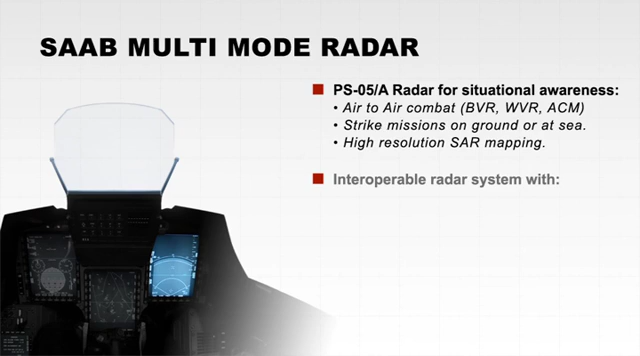 SAAB MULTI MODE RADAR
PS-05/A Radar for situational awareness:
• Air to Air combat (BVR, WVR, ACM)
• Strike missions on ground or at sea.
• High resolution SAR mapping.
Interoperable radar system with: